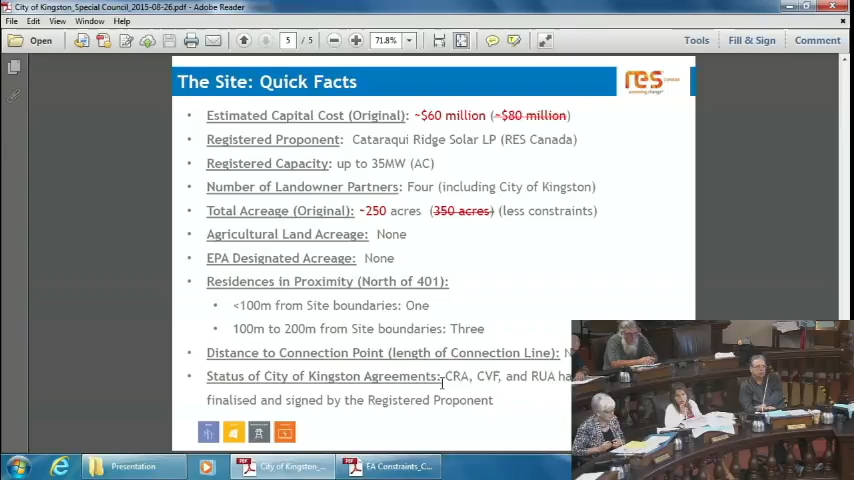 City of Kingston_Special Council_2015-08-26.pdf - Adobe Reader
File Edit View Window Help
Open 5 / 5 71.8% Tools Fill & Sign Comment
The Site: Quick Facts
res
• Estimated Capital Cost (Original): ~$60 million (~$80 million)
• Registered Proponent: Cataraqui Ridge Solar LP (RES Canada)
• Registered Capacity: up to 35MW (AC)
• Number of Landowner Partners: Four (including City of Kingston)
• Total Acreage (Original): ~250 acres (350 acres) (less constraints)
• Agricultural Land Acreage: None
• EPA Designated Acreage: None
• Residences in Proximity (North of 401):
• <100m from Site boundaries: One
• 100m to 200m from Site boundaries: Three
• Distance to Connection Point (length of Connection Line): N
• Status of City of Kingston Agreements: CRA, CVF, and RUA ha
finalised and signed by the Registered Proponent
Presentation City of Kingston_... EA Constraints_C...